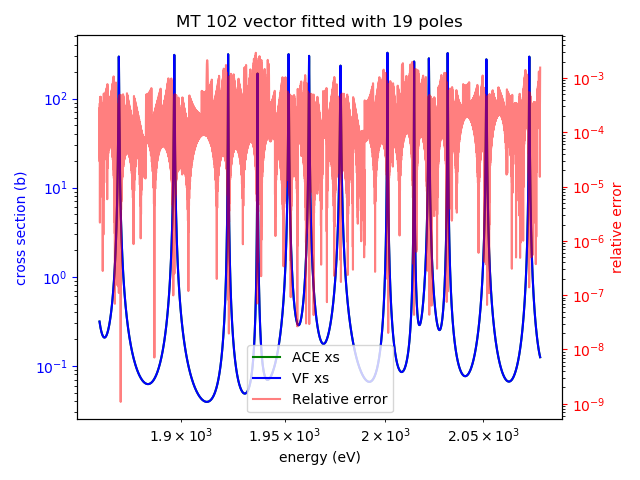 MT 102 vector fitted with 19 poles
cross section (b)
10²
10¹
10⁰
10⁻¹
10⁻³
10⁻⁴
10⁻⁵
10⁻⁶
10⁻⁷
10⁻⁸
10⁻⁹
relative error
ACE xs
VF xs
Relative error
1.9 × 10³ 1.95 × 10³ 2 × 10³ 2.05 × 10³
energy (eV)